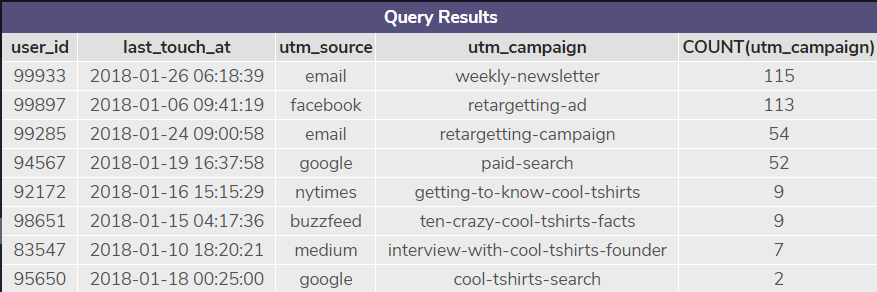 Query Results
user_id last_touch_at utm_source utm_campaign COUNT(utm_campaign)
99933 2018-01-26 06:18:39 email weekly-newsletter 115
99897 2018-01-06 09:41:19 facebook retargetting-ad 113
99285 2018-01-24 09:00:58 email retargetting-campaign 54
94567 2018-01-19 16:37:58 google paid-search 52
92172 2018-01-16 15:15:29 nytimes getting-to-know-cool-tshirts 9
98651 2018-01-15 04:17:36 buzzfeed ten-crazy-cool-tshirts-facts 9
83547 2018-01-10 18:20:21 medium interview-with-cool-tshirts-founder 7
95650 2018-01-18 00:25:00 google cool-tshirts-search 2